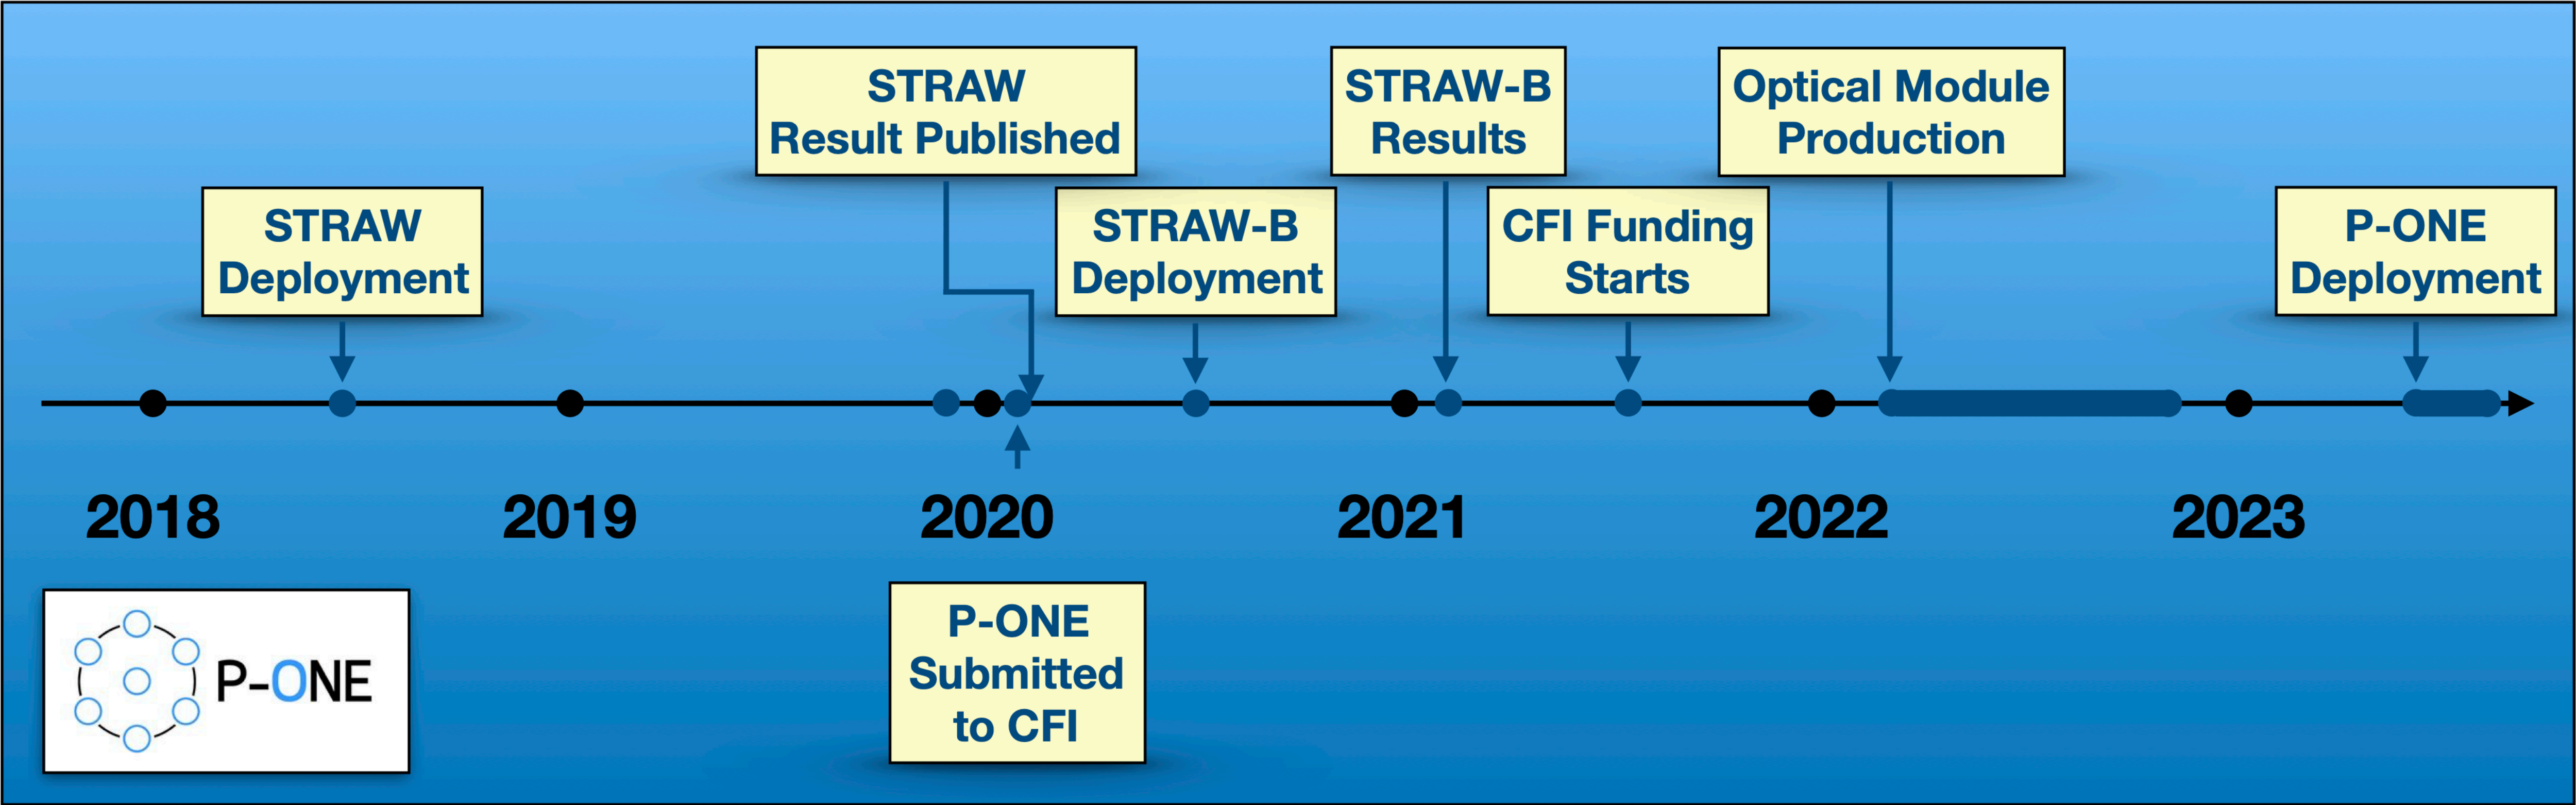 STRAW
Result Published
STRAW-B
Results
Optical Module
Production
STRAW
Deployment
STRAW-B
Deployment
CFI Funding
Starts
P-ONE
Deployment
2018
2019
2020
2021
2022
2023
P-ONE
Submitted
to CFI
P-ONE